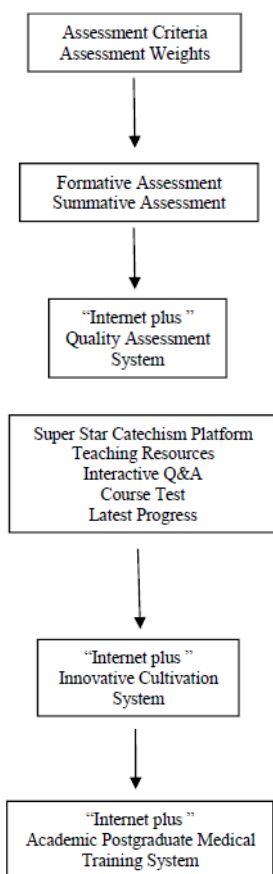 Assessment Criteria
Assessment Weights
Formative Assessment
Summative Assessment
“Internet plus ”
Quality Assessment
System
Super Star Catechism Platform
Teaching Resources
Interactive Q&A
Course Test
Latest Progress
“Internet plus ”
Innovative Cultivation
System
“Internet plus ”
Academic Postgraduate Medical
Training System